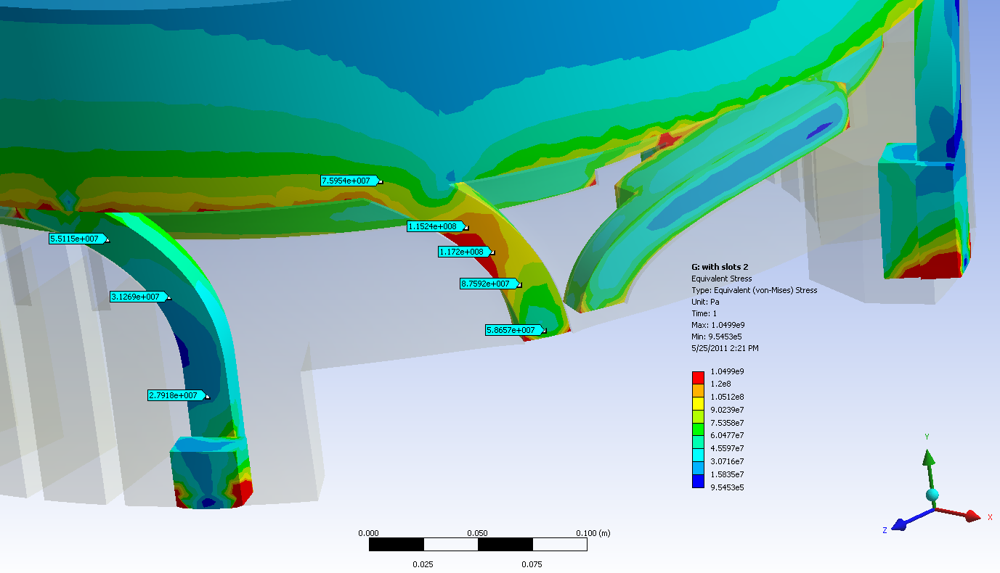 7.5954e+007
1.1524e+008
5.5115e+007
1.172e+008
8.7592e+007
3.1269e+007
5.8657e+007
2.7918e+007
G: with slots 2
Equivalent Stress
Type: Equivalent (von-Mises) Stress
Unit: Pa
Time: 1
Max: 1.0499e9
Min: 9.5453e5
5/25/2011 2:21 PM
1.0499e9
1.2e8
1.0512e8
9.0239e7
7.5358e7
6.0477e7
4.5597e7
3.0716e7
1.5835e7
9.5453e5
Y
X
Z
0.000 0.050 0.100 (m)
0.025 0.075